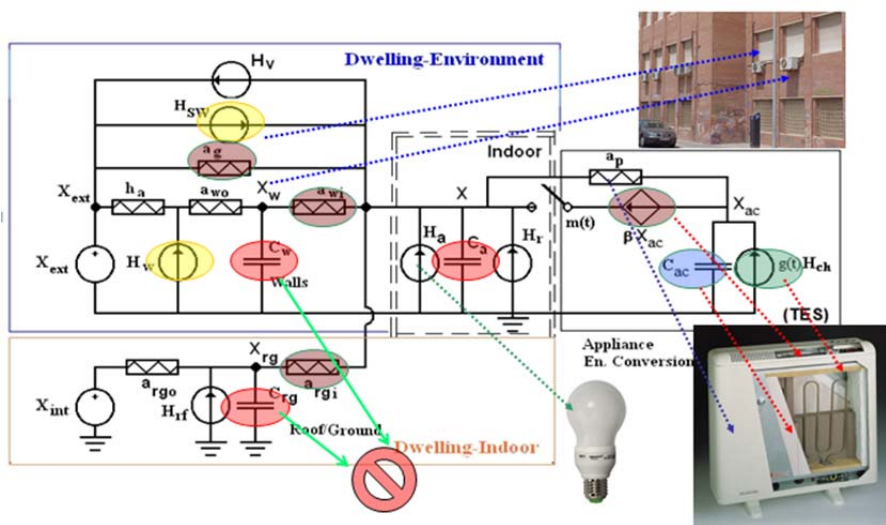 H_v
Dwelling-Environment
H_SW
a_g
Indoor
a_p
X_ext
h_a
a_wo
X_w
a_wi
X
m(t)
β X_ac
X_ac
X_ext
H_w
C_w
Walls
H_a
C_a
H_r
C_ac
g(t) H_ch
(TES)
X_rg
Appliance
En. Conversion
a_rgo
a_rgi
X_int
H_rf
C_rg
Roof/Ground
Dwelling-Indoor